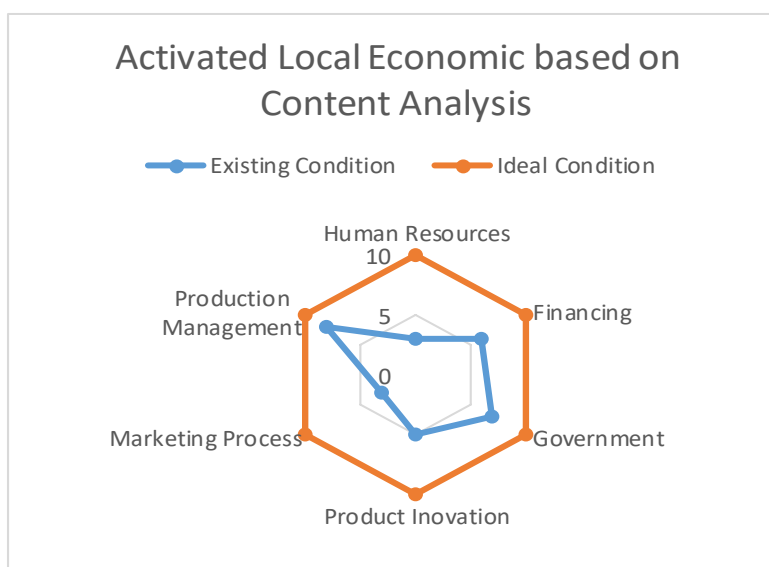 Activated Local Economic based on
Content Analysis
Existing Condition
Ideal Condition
Human Resources
10
Production
Management
5
Financing
0
Marketing Process
Government
Product Inovation